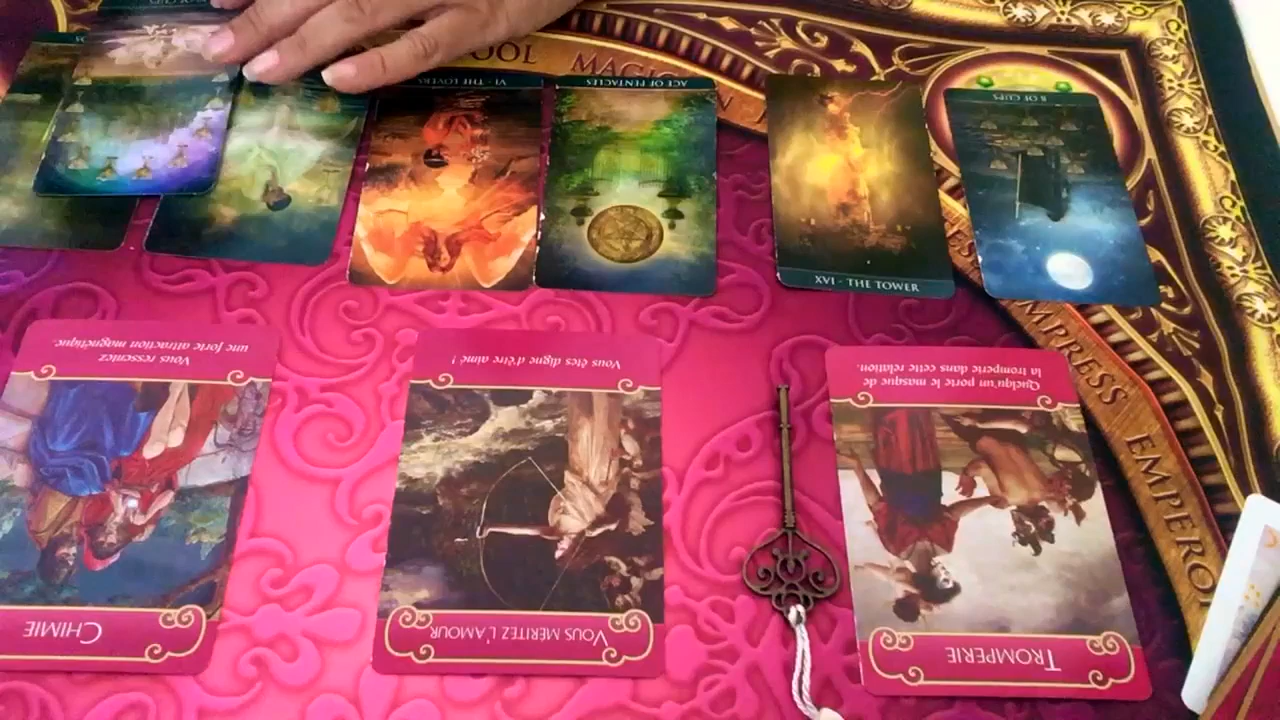 OOL
MAGIC
VI - THE LOVERS
ACE OF PENTACLES
XVI - THE TOWER
8 OF CUPS
EMPRESS
EMPEROR
Vous ressentez
une forte attraction magnétique.
CHIMIE
Vous êtes digne d'être aimé !
VOUS MÉRITEZ L'AMOUR
Quelqu'un porte le masque de
la tromperie dans cette relation.
TROMPERIE